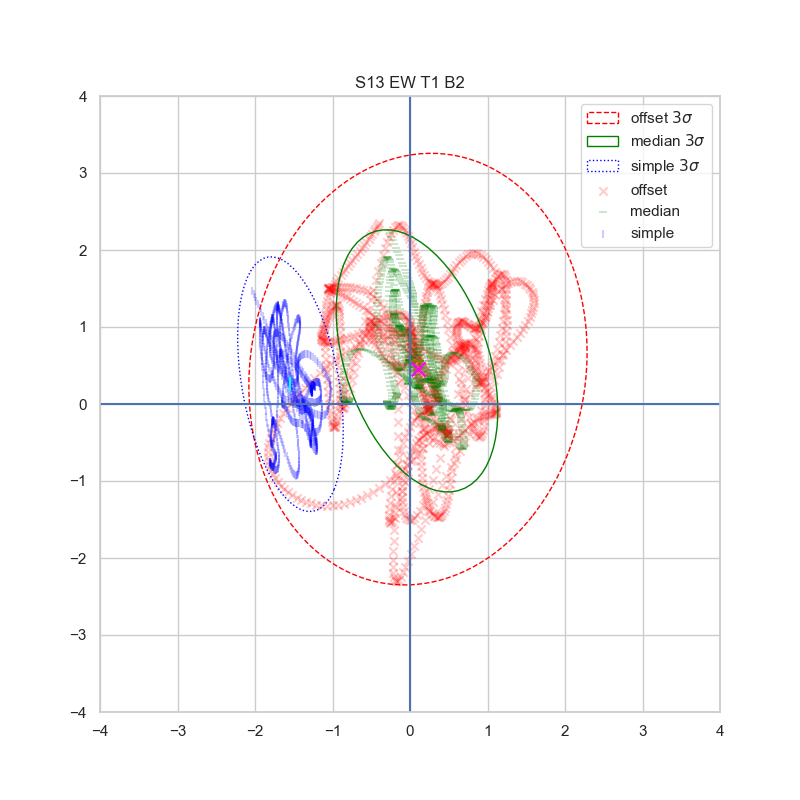 S13 EW T1 B2
offset 3σ
median 3σ
simple 3σ
offset
median
simple
4
3
2
1
0
−1
−2
−3
−4
−4 −3 −2 −1 0 1 2 3 4